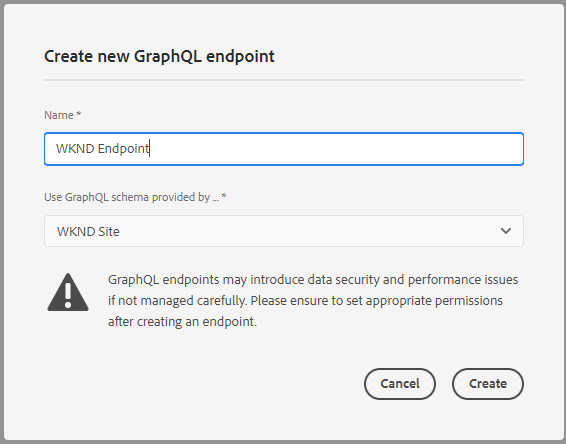 Create new GraphQL endpoint
Name *
WKND Endpoint
Use GraphQL schema provided by ... *
WKND Site
GraphQL endpoints may introduce data security and performance issues
if not managed carefully. Please ensure to set appropriate permissions
after creating an endpoint.
Cancel
Create